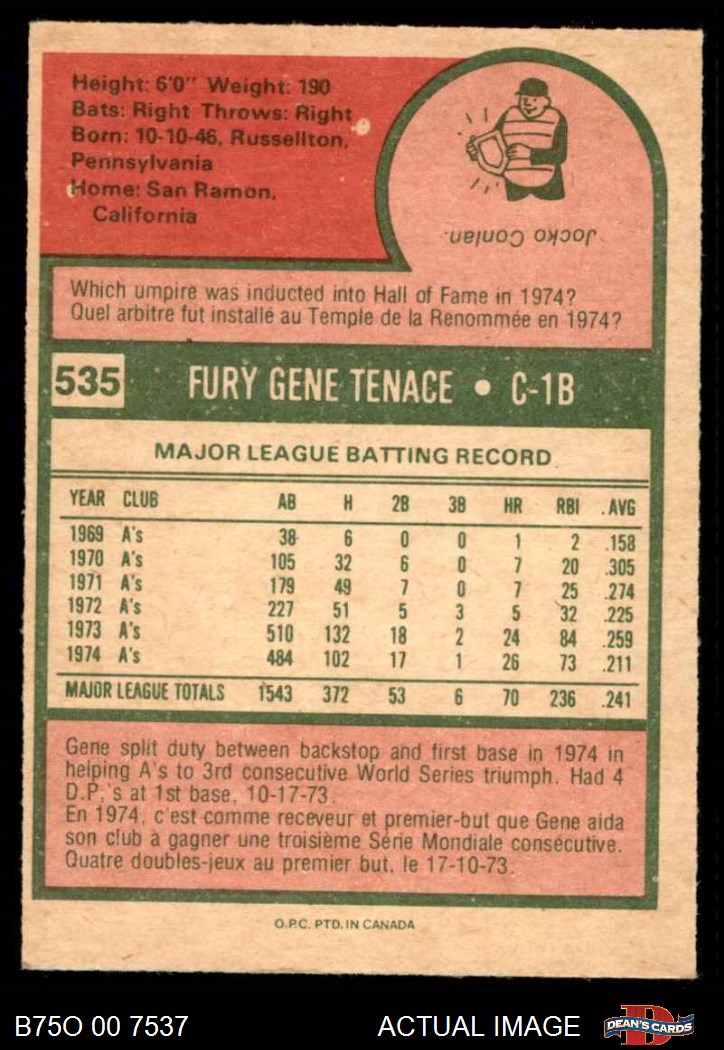 Height: 6'0" Weight: 190
Bats: Right Throws: Right
Born: 10-10-46, Russellton,
Pennsylvania
Home: San Ramon,
California
Jocko Conlan.
Which umpire was inducted into Hall of Fame in 1974?
Quel arbitre fut installé au Temple de la Renommée en 1974?
535 FURY GENE TENACE • C-1B
MAJOR LEAGUE BATTING RECORD
YEAR CLUB AB H 2B 3B HR RBI .AVG
1969 A's 38 6 0 0 1 2 .158
1970 A's 105 32 6 0 7 20 .305
1971 A's 179 49 7 0 7 25 .274
1972 A's 227 51 5 3 5 32 .225
1973 A's 510 132 18 2 24 84 .259
1974 A's 484 102 17 1 26 73 .211
MAJOR LEAGUE TOTALS 1543 372 53 6 70 236 .241
Gene split duty between backstop and first base in 1974 in
helping A's to 3rd consecutive World Series triumph. Had 4
D.P.'s at 1st base, 10-17-73.
En 1974, c'est comme receveur et premier-but que Gene aida
son club à gagner une troisième Série Mondiale consécutive.
Quatre doubles-jeux au premier but, le 17-10-73.
O.P.C. PTD. IN CANADA
B75O 00 7537 ACTUAL IMAGE D DEAN'S CARDS